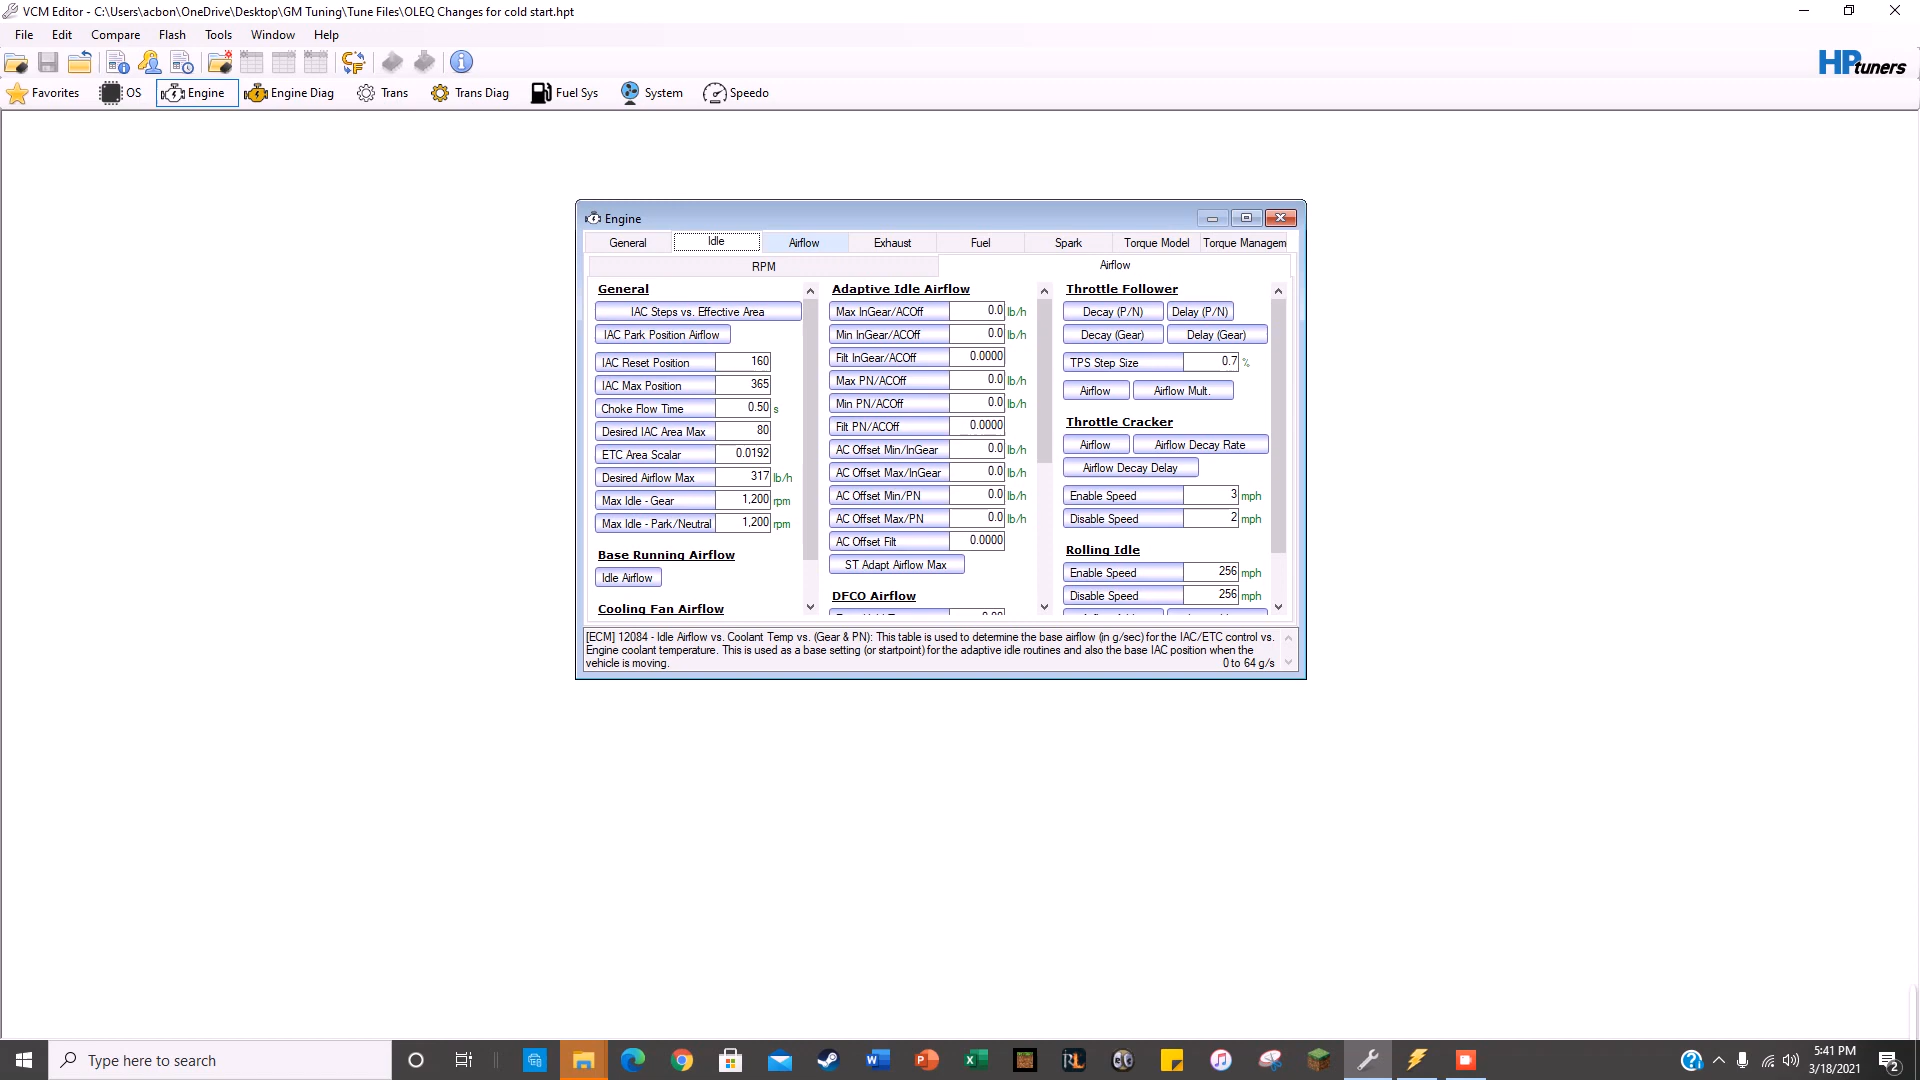 VCM Editor - C:\Users\acbon\OneDrive\Desktop\GM Tuning\Tune Files\OLEQ Changes for cold start.hpt
File Edit Compare Flash Tools Window Help
HPtuners
Favorites OS Engine Engine Diag Trans Trans Diag Fuel Sys System Speedo
Engine
General Idle Airflow Exhaust Fuel Spark Torque Model Torque Managem
RPM Airflow
General
IAC Steps vs. Effective Area
IAC Park Position Airflow
IAC Reset Position 160
IAC Max Position 365
Choke Flow Time 0.50 s
Desired IAC Area Max 80
ETC Area Scalar 0.0192
Desired Airflow Max 317 lb/h
Max Idle - Gear 1,200 rpm
Max Idle - Park/Neutral 1,200 rpm
Base Running Airflow
Idle Airflow
Cooling Fan Airflow
Adaptive Idle Airflow
Max InGear/ACOff 0.0 lb/h
Min InGear/ACOff 0.0 lb/h
Filt InGear/ACOff 0.0000
Max PN/ACOff 0.0 lb/h
Min PN/ACOff 0.0 lb/h
Filt PN/ACOff 0.0000
AC Offset Min/InGear 0.0 lb/h
AC Offset Max/InGear 0.0 lb/h
AC Offset Min/PN 0.0 lb/h
AC Offset Max/PN 0.0 lb/h
AC Offset Filt 0.0000
ST Adapt Airflow Max
DFCO Airflow
Throttle Follower
Decay (P/N) Delay (P/N)
Decay (Gear) Delay (Gear)
TPS Step Size 0.7 %
Airflow Airflow Mult.
Throttle Cracker
Airflow Airflow Decay Rate
Airflow Decay Delay
Enable Speed 3 mph
Disable Speed 2 mph
Rolling Idle
Enable Speed 256 mph
Disable Speed 256 mph
[ECM] 12084 - Idle Airflow vs. Coolant Temp vs. (Gear & PN): This table is used to determine the base airflow (in g/sec) for the IAC/ETC control vs.
Engine coolant temperature. This is used as a base setting (or startpoint) for the adaptive idle routines and also the base IAC position when the
vehicle is moving. 0 to 64 g/s
Type here to search
5:41 PM
3/18/2021
2